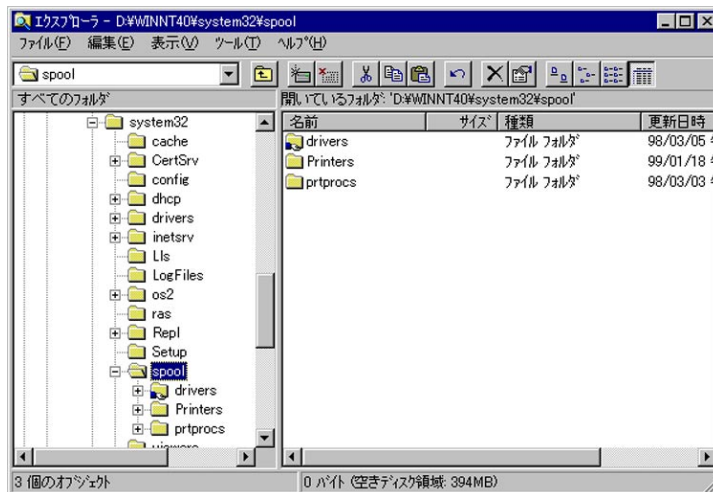 エクスプローラ - D:¥WINNT40¥system32¥spool
ファイル(F) 編集(E) 表示(V) ツール(T) ヘルプ(H)
spool
すべてのフォルダ
開いているフォルダ: 'D:¥WINNT40¥system32¥spool'
system32
cache
CertSrv
config
dhcp
drivers
inetsrv
Lls
LogFiles
os2
ras
Repl
Setup
spool
drivers
Printers
prtprocs
名前 サイズ 種類 更新日時
drivers ファイル フォルダ 98/03/05
Printers ファイル フォルダ 99/01/18
prtprocs ファイル フォルダ 98/03/03
3 個のオブジェクト
0 バイト (空きディスク領域: 394MB)